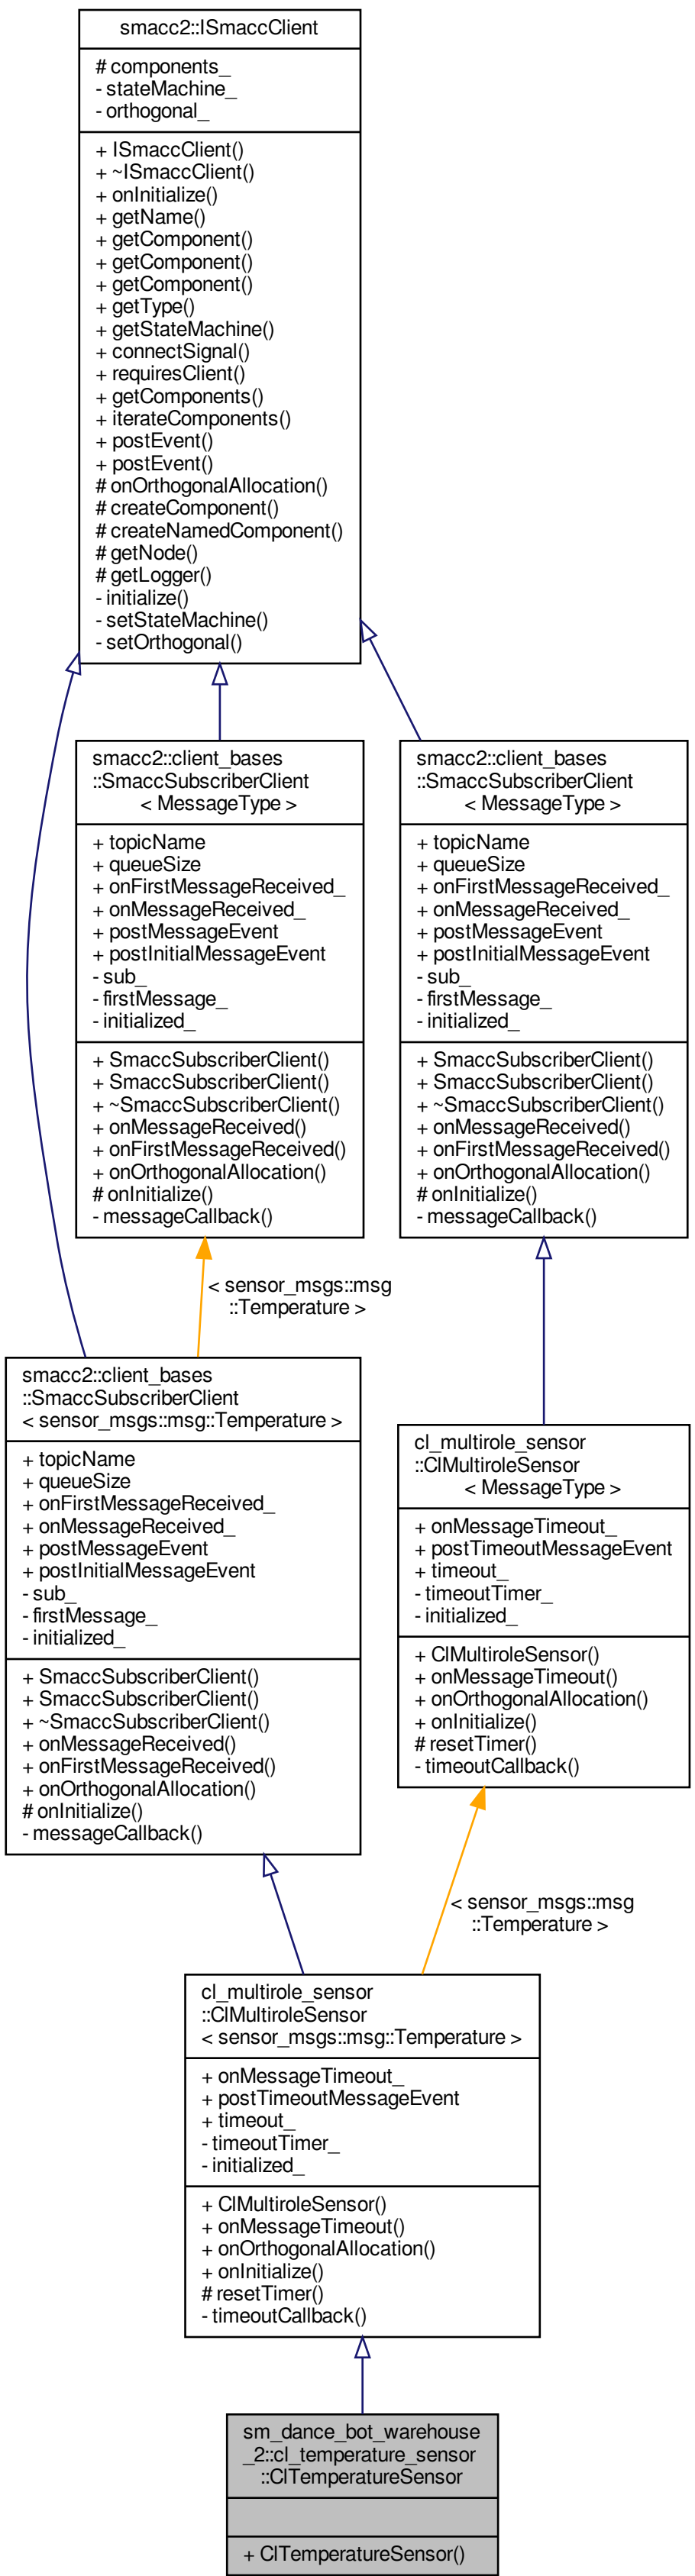 smacc2::ISmaccClient
# components_
- stateMachine_
- orthogonal_
+ ISmaccClient()
+ ~ISmaccClient()
+ onInitialize()
+ getName()
+ getComponent()
+ getComponent()
+ getComponent()
+ getType()
+ getStateMachine()
+ connectSignal()
+ requiresClient()
+ getComponents()
+ iterateComponents()
+ postEvent()
+ postEvent()
# onOrthogonalAllocation()
# createComponent()
# createNamedComponent()
# getNode()
# getLogger()
- initialize()
- setStateMachine()
- setOrthogonal()
smacc2::client_bases
::SmaccSubscriberClient
< MessageType >
+ topicName
+ queueSize
+ onFirstMessageReceived_
+ onMessageReceived_
+ postMessageEvent
+ postInitialMessageEvent
- sub_
- firstMessage_
- initialized_
+ SmaccSubscriberClient()
+ SmaccSubscriberClient()
+ ~SmaccSubscriberClient()
+ onMessageReceived()
+ onFirstMessageReceived()
+ onOrthogonalAllocation()
# onInitialize()
- messageCallback()
smacc2::client_bases
::SmaccSubscriberClient
< MessageType >
+ topicName
+ queueSize
+ onFirstMessageReceived_
+ onMessageReceived_
+ postMessageEvent
+ postInitialMessageEvent
- sub_
- firstMessage_
- initialized_
+ SmaccSubscriberClient()
+ SmaccSubscriberClient()
+ ~SmaccSubscriberClient()
+ onMessageReceived()
+ onFirstMessageReceived()
+ onOrthogonalAllocation()
# onInitialize()
- messageCallback()
< sensor_msgs::msg
::Temperature >
smacc2::client_bases
::SmaccSubscriberClient
< sensor_msgs::msg::Temperature >
+ topicName
+ queueSize
+ onFirstMessageReceived_
+ onMessageReceived_
+ postMessageEvent
+ postInitialMessageEvent
- sub_
- firstMessage_
- initialized_
+ SmaccSubscriberClient()
+ SmaccSubscriberClient()
+ ~SmaccSubscriberClient()
+ onMessageReceived()
+ onFirstMessageReceived()
+ onOrthogonalAllocation()
# onInitialize()
- messageCallback()
cl_multirole_sensor
::ClMultiroleSensor
< MessageType >
+ onMessageTimeout_
+ postTimeoutMessageEvent
+ timeout_
- timeoutTimer_
- initialized_
+ ClMultiroleSensor()
+ onMessageTimeout()
+ onOrthogonalAllocation()
+ onInitialize()
# resetTimer()
- timeoutCallback()
< sensor_msgs::msg
::Temperature >
cl_multirole_sensor
::ClMultiroleSensor
< sensor_msgs::msg::Temperature >
+ onMessageTimeout_
+ postTimeoutMessageEvent
+ timeout_
- timeoutTimer_
- initialized_
+ ClMultiroleSensor()
+ onMessageTimeout()
+ onOrthogonalAllocation()
+ onInitialize()
# resetTimer()
- timeoutCallback()
sm_dance_bot_warehouse
_2::cl_temperature_sensor
::ClTemperatureSensor
+ ClTemperatureSensor()